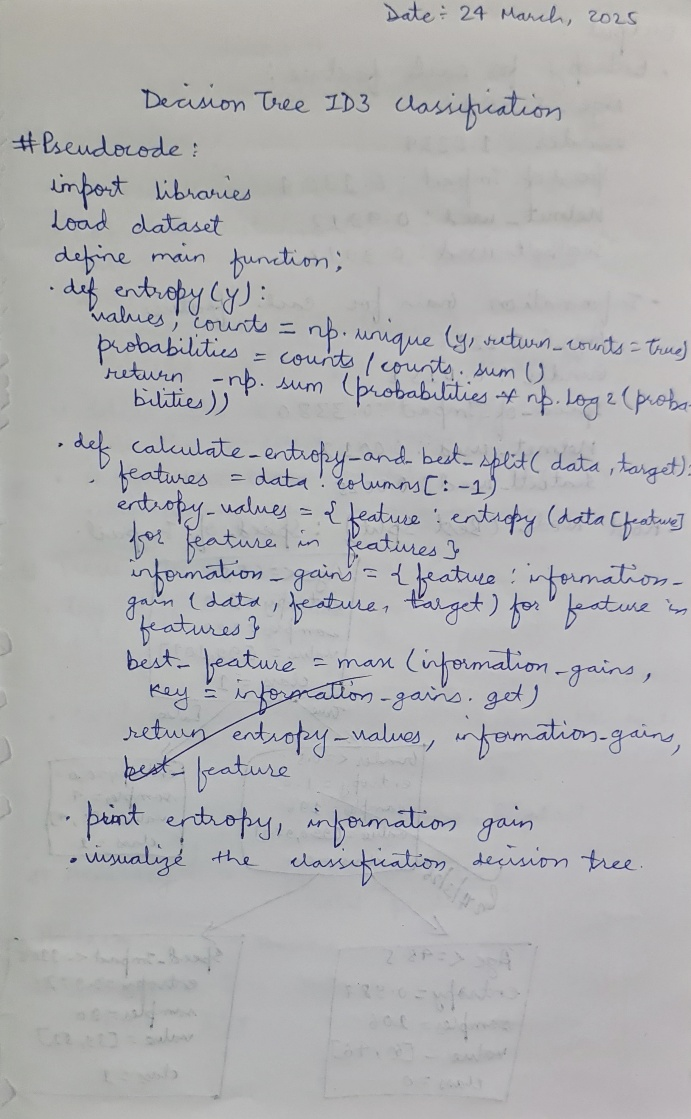 Date: 24 March, 2025
Decision Tree ID3 classification
#Pseudocode:
import libraries
Load dataset
define main function;
· def entropy(y):
values, counts = np.unique (y, return_counts = true)
probabilities = counts / counts.sum ()
return -np.sum (probabilities * np.log2 (proba-
bilities))
· def calculate_entropy_and_best_split( data, target):
features = data.columns[:-1)
entropy_values = { feature : entropy (data [feature]
for feature in features }
information_gains = { feature : information_
gain (data, feature, target) for feature in
features}
best_feature = max (information_gains,
key = information_gains.get)
return entropy_values, information_gains,
best_feature
· print entropy, information gain
· visualize the classification decision tree.